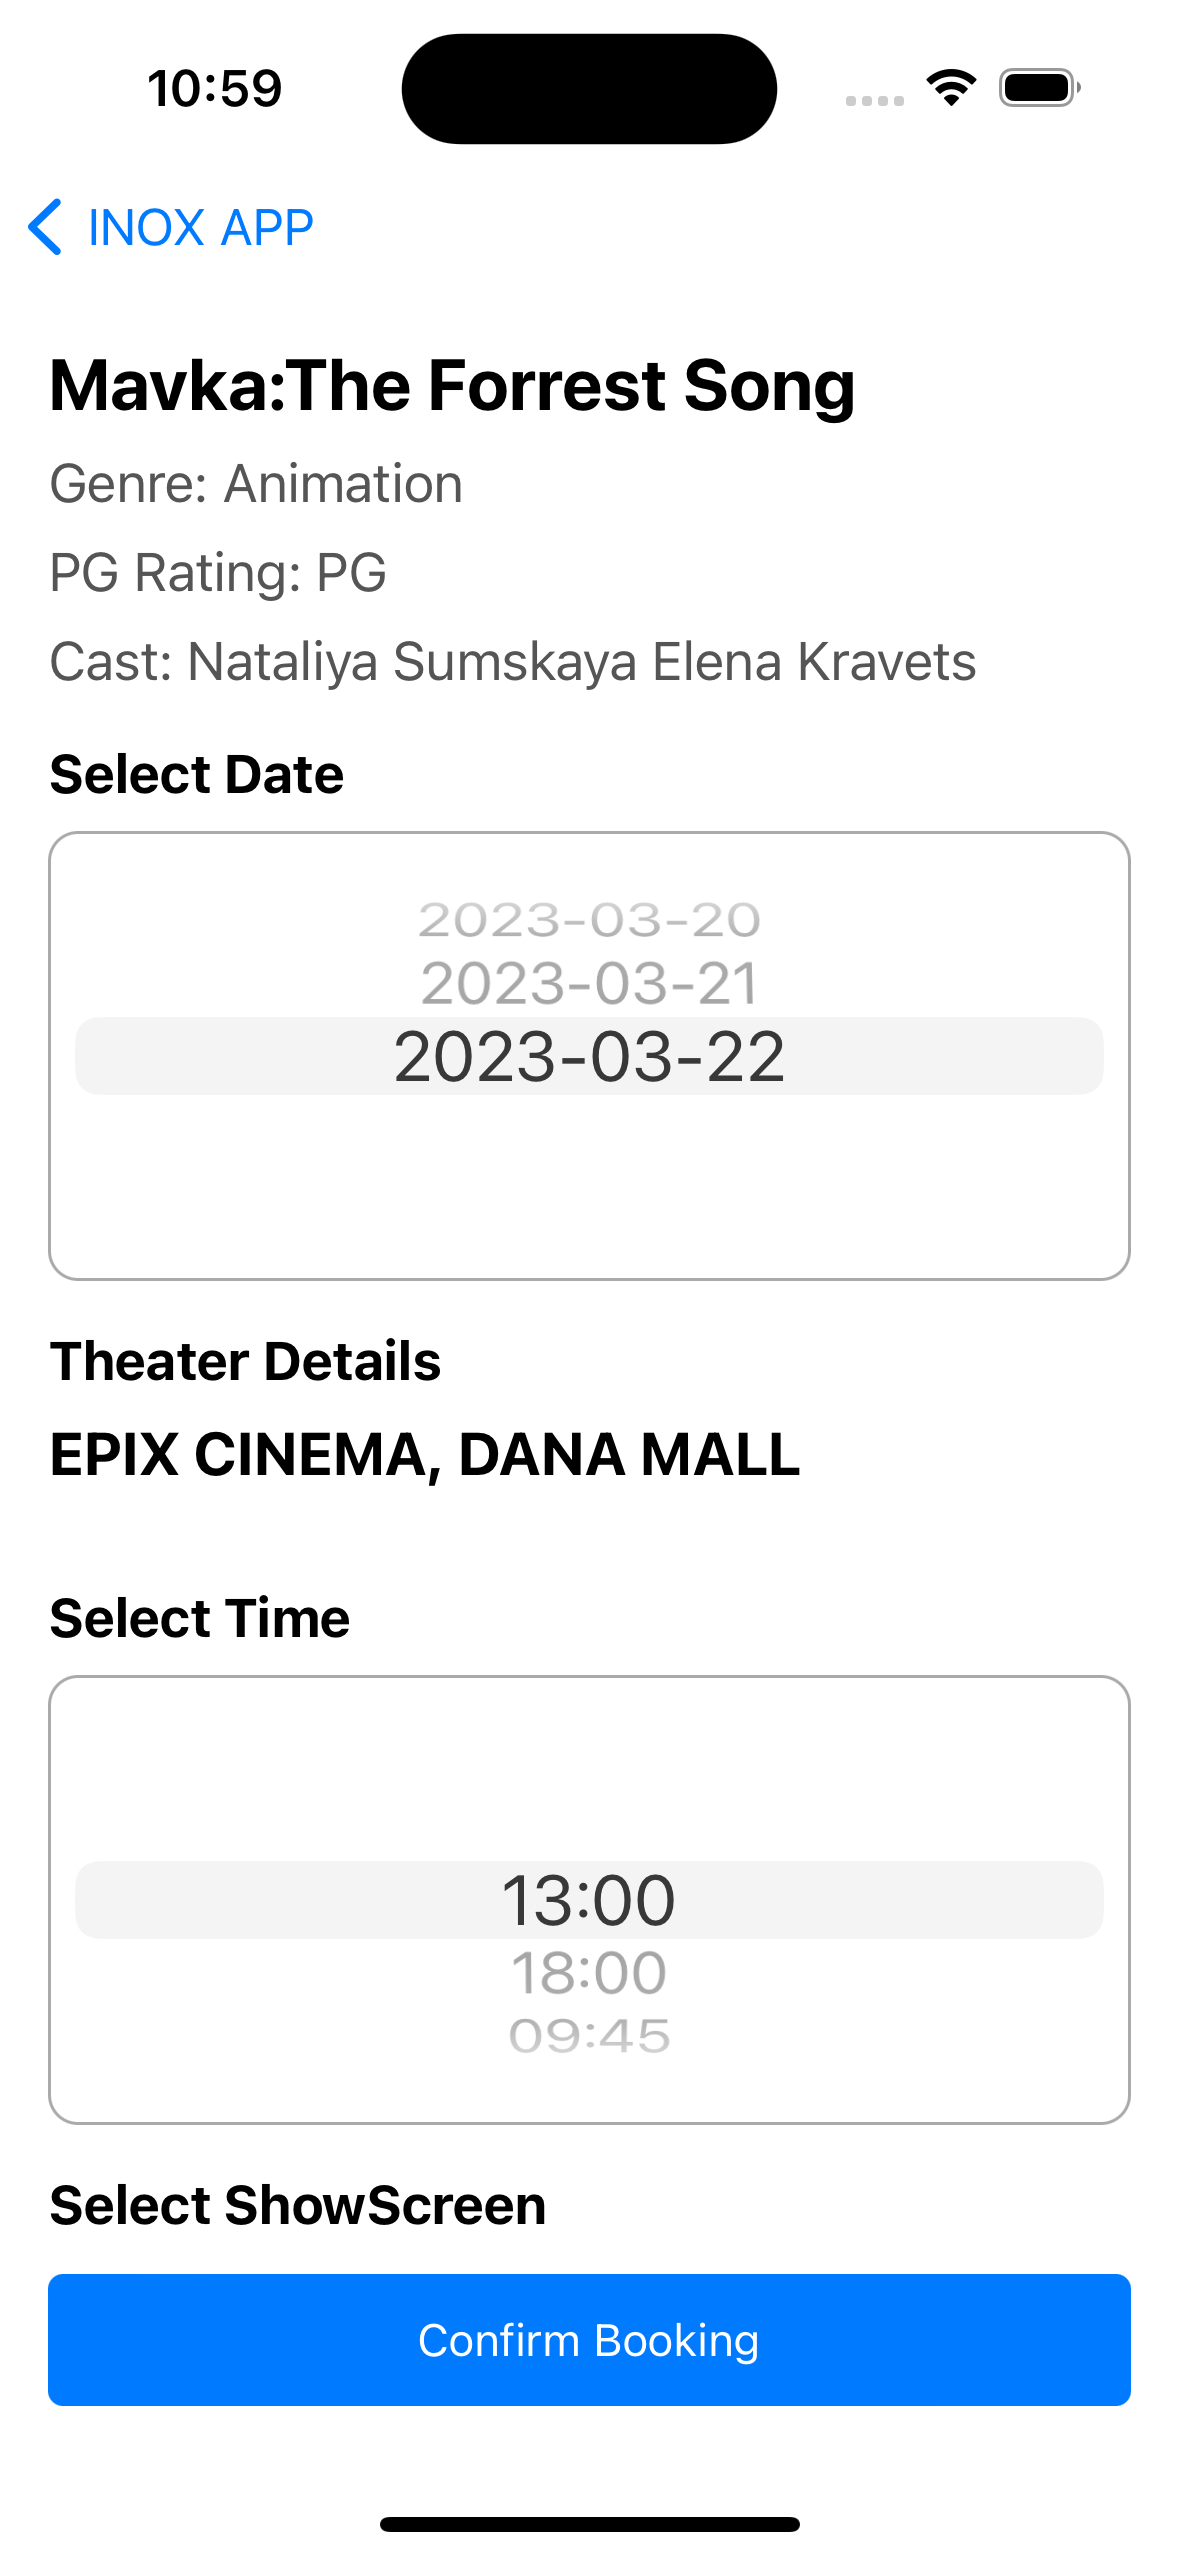 10:59
INOX APP
Mavka:The Forrest Song
Genre: Animation
PG Rating: PG
Cast: Nataliya Sumskaya Elena Kravets
Select Date
2023-03-20
2023-03-21
2023-03-22
Theater Details
EPIX CINEMA, DANA MALL
Select Time
13:00
18:00
09:45
Select ShowScreen
Confirm Booking